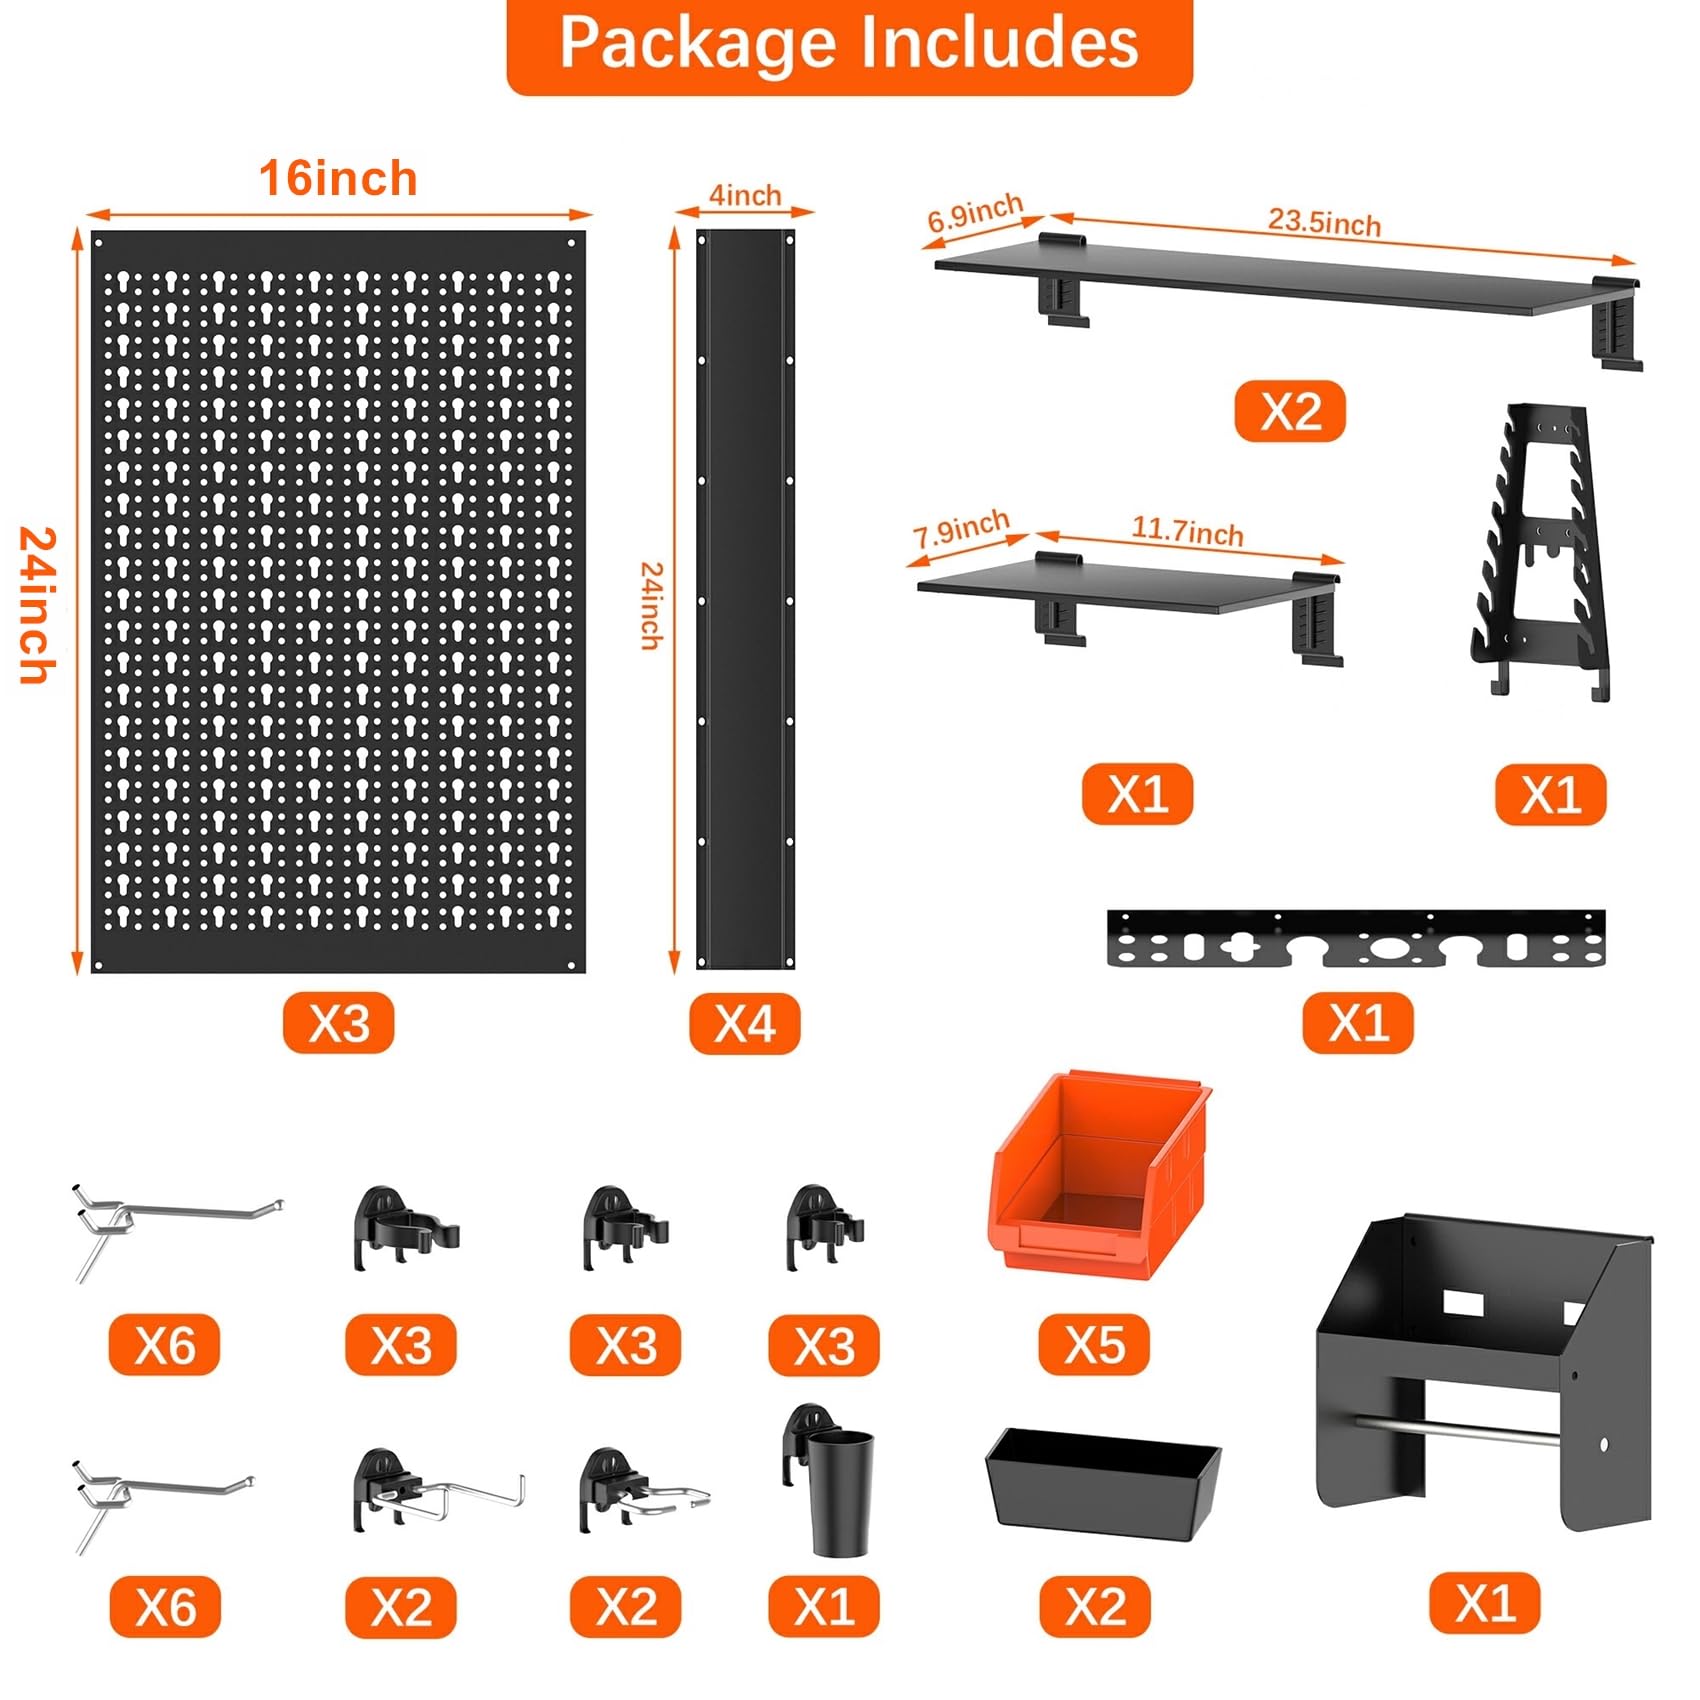 Package Includes
16inch
24inch
X3
4inch
24inch
X4
6.9inch
23.5inch
X2
7.9inch
11.7inch
X1
X1
X1
X6
X3
X3
X3
X5
X6
X2
X2
X1
X2
X1